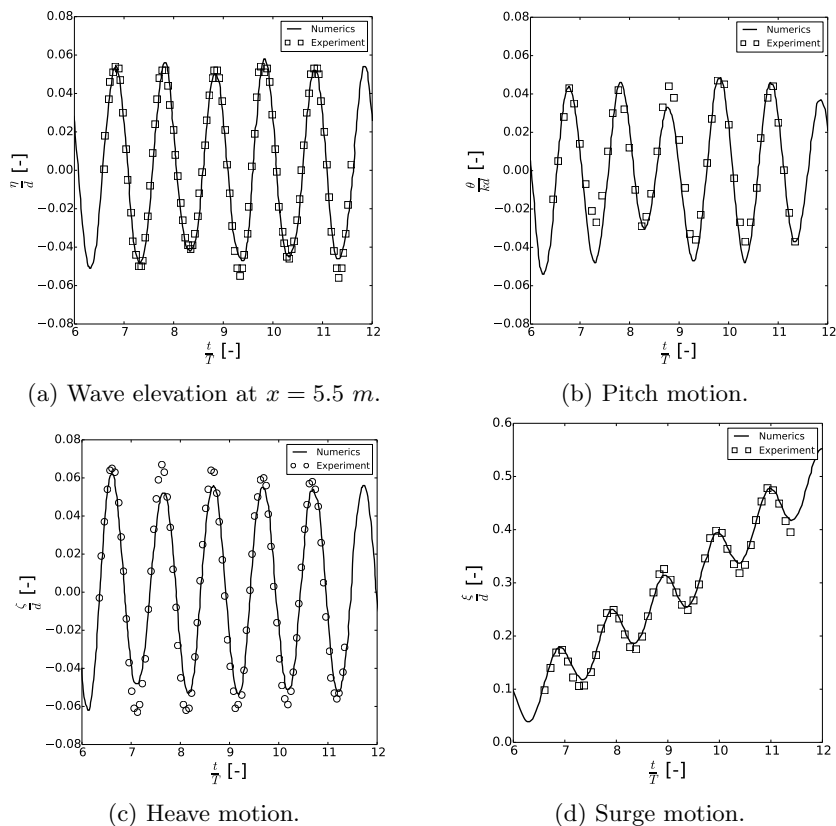 0.08
0.06
0.04
0.02
0.00
−0.02
−0.04
−0.06
−0.08
6 7 8 9 10 11 12
η/d [-]
t/T [-]
Numerics
Experiment
(a) Wave elevation at x = 5.5 m.
0.08
0.06
0.04
0.02
0.00
−0.02
−0.04
−0.06
−0.08
6 7 8 9 10 11 12
θ/kd [-]
t/T [-]
Numerics
Experiment
(b) Pitch motion.
0.08
0.06
0.04
0.02
0.00
−0.02
−0.04
−0.06
−0.08
6 7 8 9 10 11 12
ζ/d [-]
t/T [-]
Numerics
Experiment
(c) Heave motion.
0.6
0.5
0.4
0.3
0.2
0.1
0.0
6 7 8 9 10 11 12
ξ/d [-]
t/T [-]
Numerics
Experiment
(d) Surge motion.